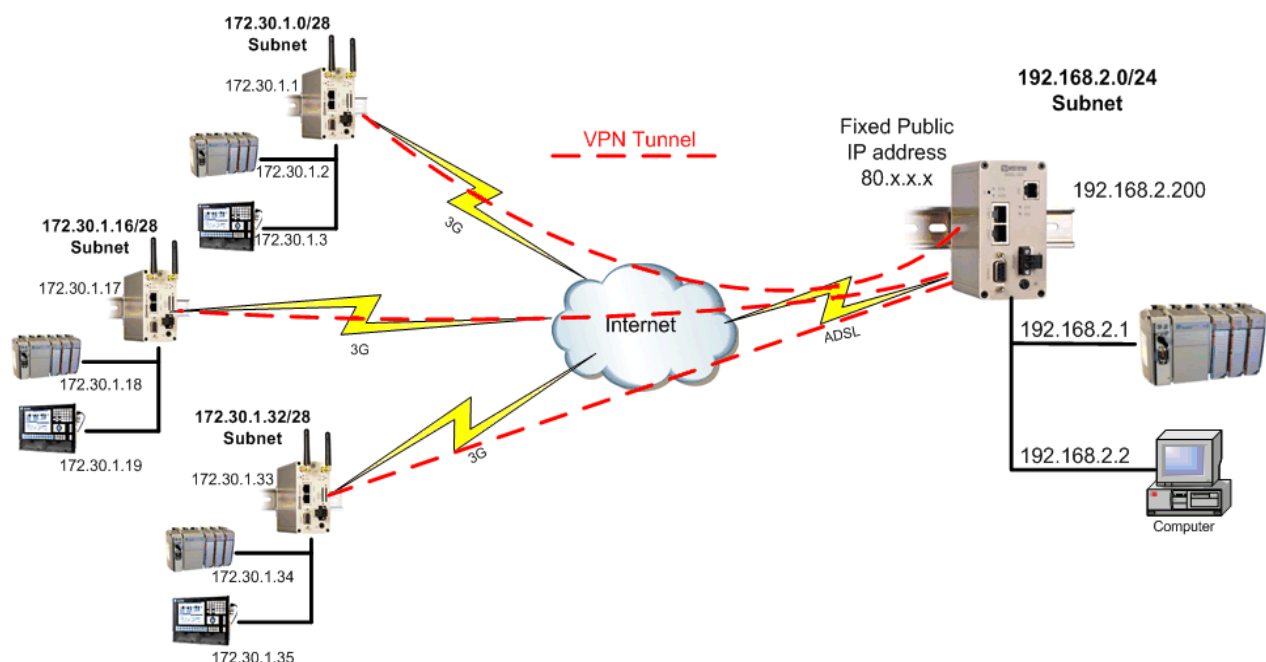 172.30.1.0/28
Subnet
172.30.1.1
172.30.1.2
172.30.1.3
172.30.1.16/28
Subnet
172.30.1.17
172.30.1.18
172.30.1.19
172.30.1.32/28
Subnet
172.30.1.33
172.30.1.34
172.30.1.35
3G
3G
3G
VPN Tunnel
Internet
ADSL
Fixed Public
IP address
80.x.x.x
192.168.2.0/24
Subnet
192.168.2.200
192.168.2.1
192.168.2.2
Computer